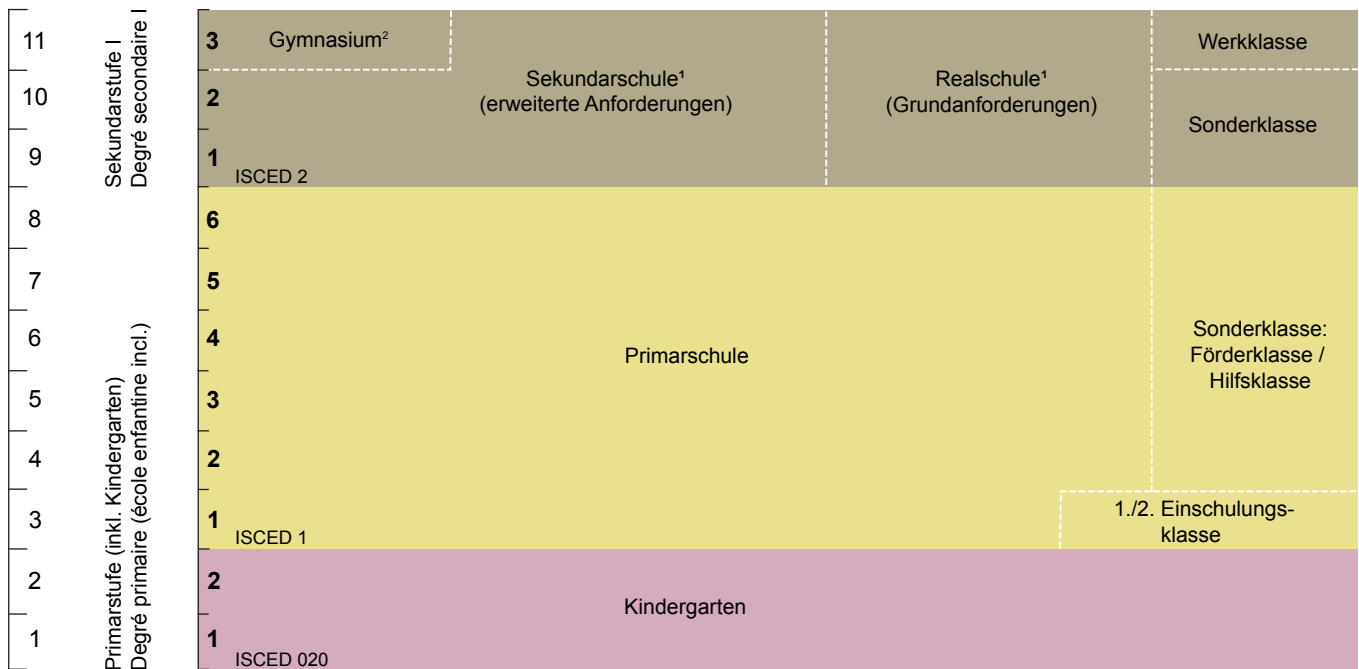 11
10
9
8
7
6
5
4
3
2
1
Sekundarstufe I
Degré secondaire I
Primarstufe (inkl. Kindergarten)
Degré primaire (école enfantine incl.)
3
2
1
ISCED 2
Gymnasium²
Sekundarschule¹
(erweiterte Anforderungen)
Realschule¹
(Grundanforderungen)
Werkklasse
Sonderklasse
6
5
4
3
2
1
ISCED 1
Primarschule
Sonderklasse:
Förderklasse /
Hilfsklasse
1./2. Einschulungs-
klasse
2
1
ISCED 020
Kindergarten